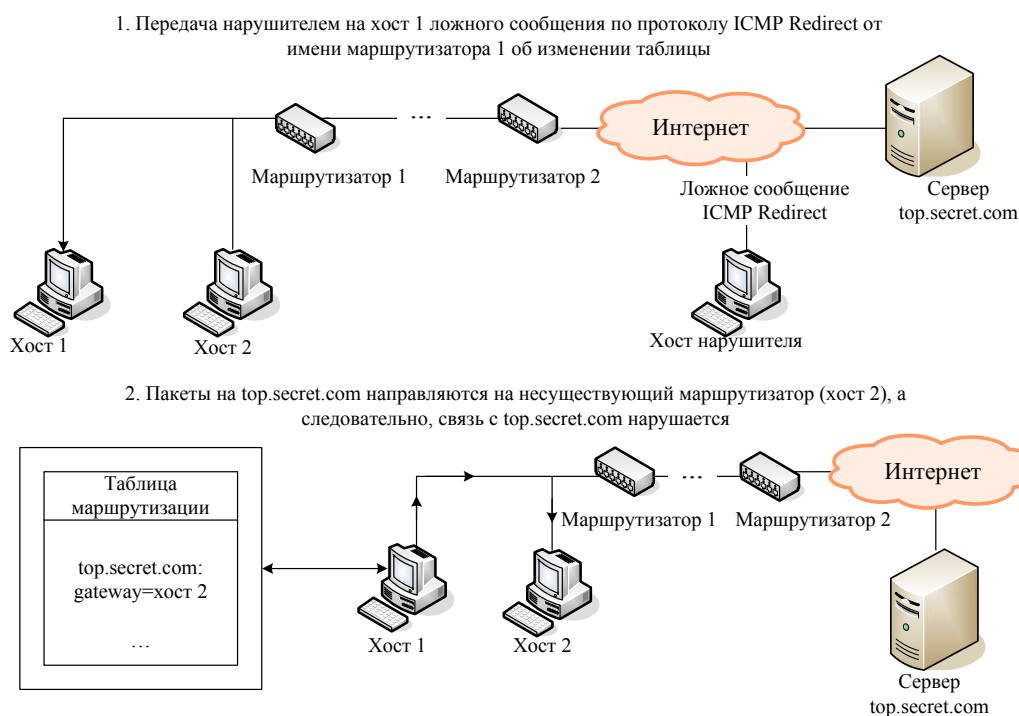 1. Передача нарушителем на хост 1 ложного сообщения по протоколу ICMP Redirect от
имени маршрутизатора 1 об изменении таблицы
...
Интернет
Маршрутизатор 1
Маршрутизатор 2
Ложное сообщение
ICMP Redirect
Сервер
top.secret.com
Хост 1
Хост 2
Хост нарушителя
2. Пакеты на top.secret.com направляются на несуществующий маршрутизатор (хост 2), а
следовательно, связь с top.secret.com нарушается
Таблица
маршрутизации
top.secret.com:
gateway=хост 2
...
...
Интернет
Маршрутизатор 1
Маршрутизатор 2
Хост 1
Хост 2
Сервер
top.secret.com